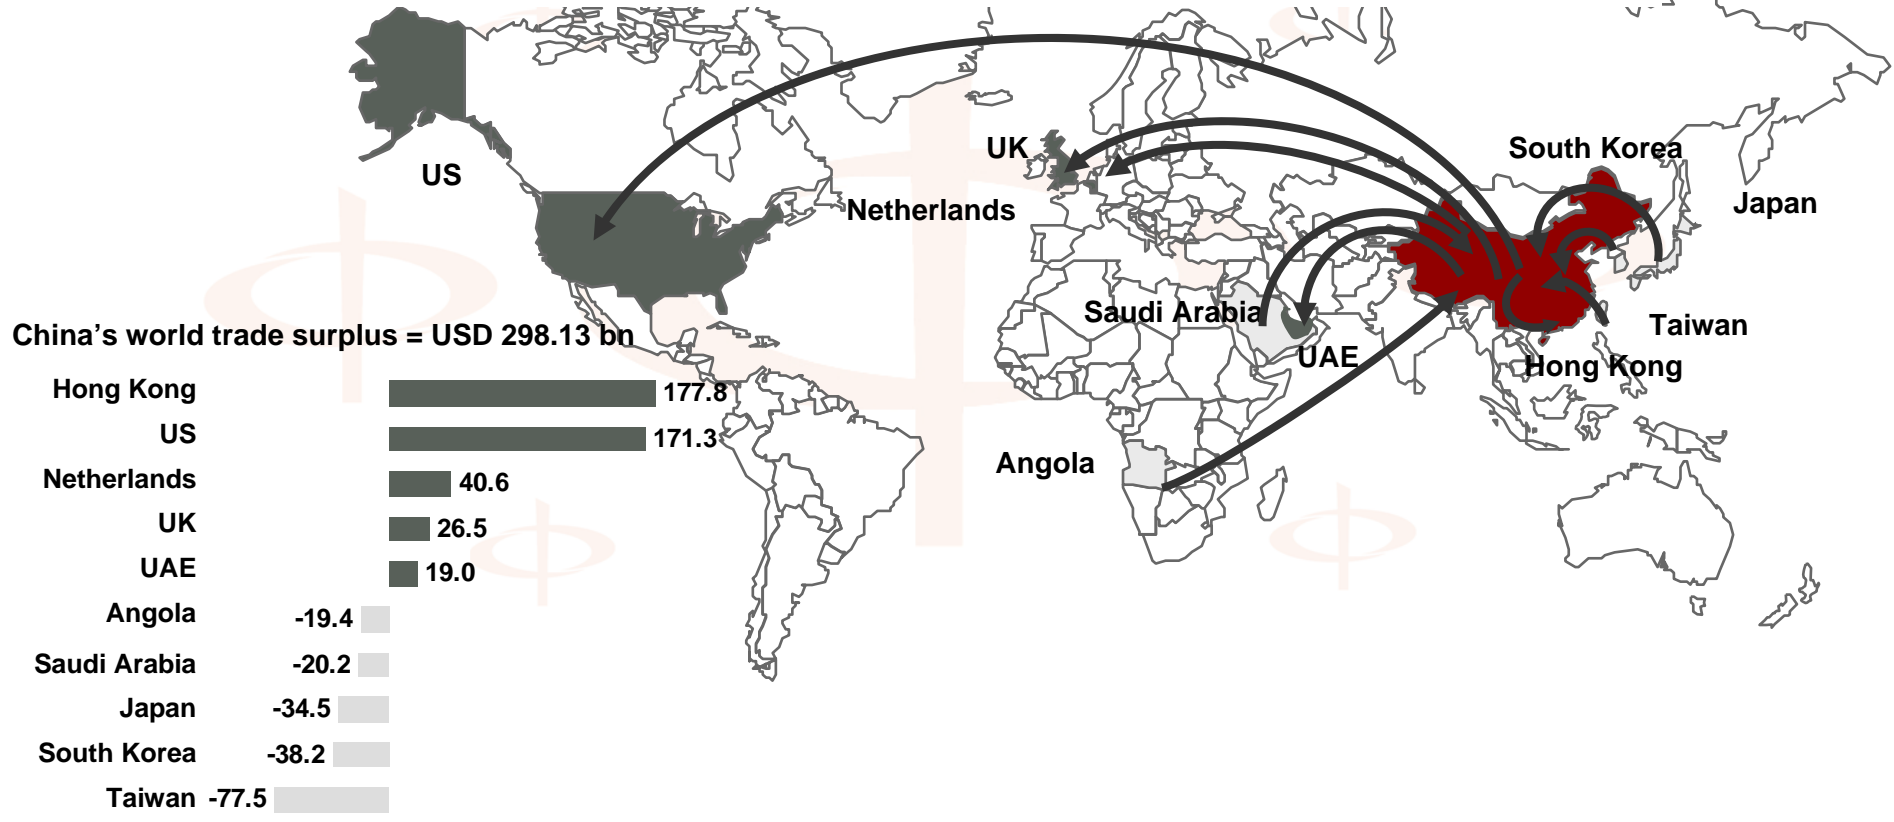 South Korea
UK
US
Netherlands
Japan
Saudi Arabia
Taiwan
China’s world trade surplus = USD 298.13 bn
UAE
Hong Kong
Hong Kong 177.8
US 171.3
Angola
Netherlands 40.6
UK 26.5
UAE 19.0
Angola -19.4
Saudi Arabia -20.2
Japan -34.5
South Korea -38.2
Taiwan -77.5